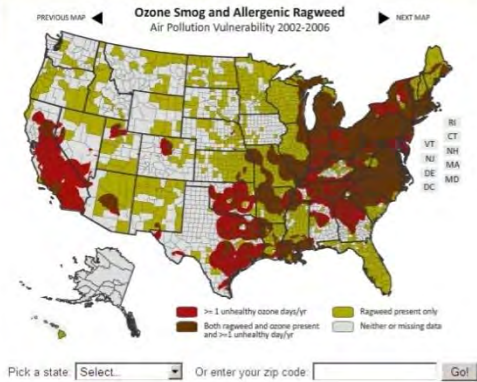 Ozone Smog and Allergenic Ragweed
PREVIOUS MAP
NEXT MAP
Air Pollution Vulnerability 2002-2006
RI
CT
VT
NH
NJ
MA
DE
MD
DC
>= 1 unhealthy ozone days/yr
Ragweed present only
Both ragweed and ozone present
and >=1 unhealthy day/yr
Neither or missing data
Pick a state: Select... Or enter your zip code: Go!